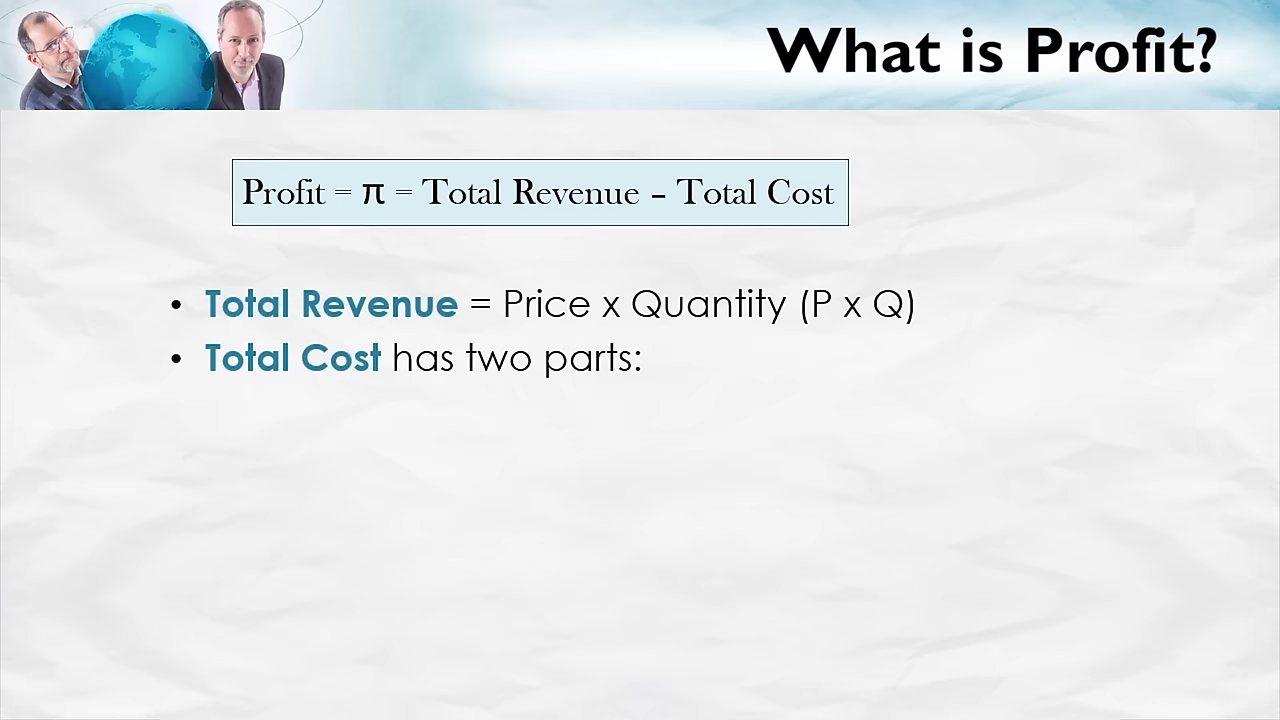 What is Profit?
Profit = π = Total Revenue – Total Cost
• Total Revenue = Price x Quantity (P x Q)
• Total Cost has two parts: